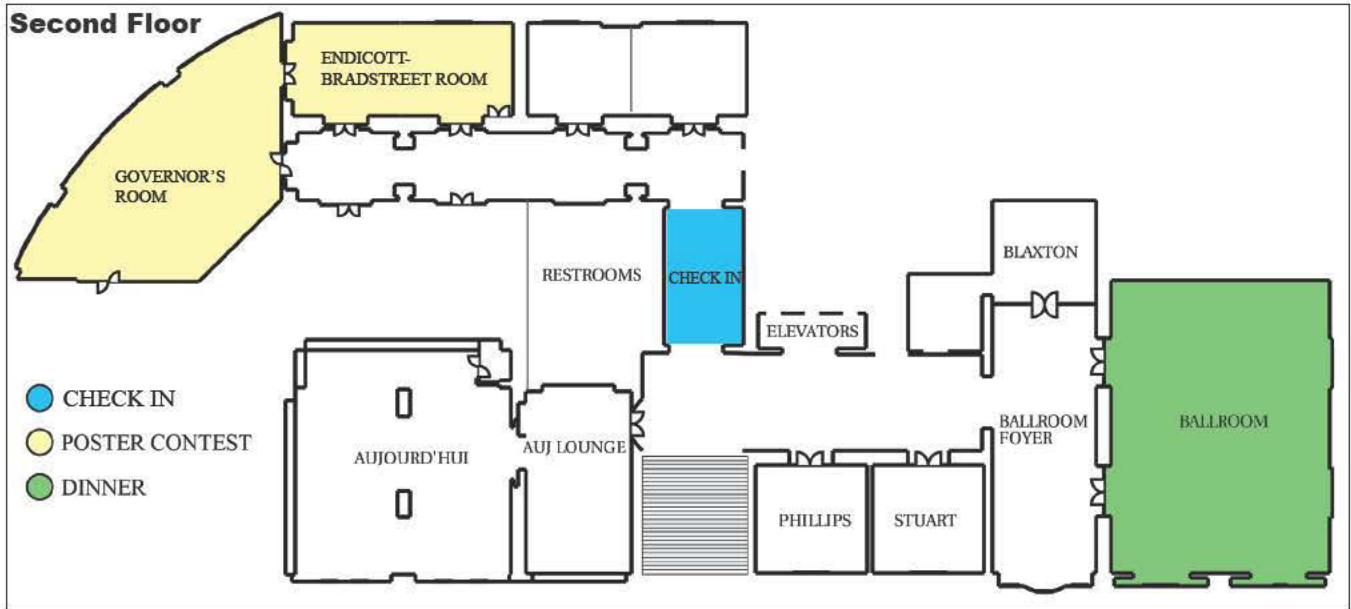 Second Floor
ENDICOTT-
BRADSTREET ROOM
GOVERNOR'S
ROOM
RESTROOMS
CHECK IN
ELEVATORS
BLAXTON
CHECK IN
POSTER CONTEST
DINNER
AUJOURD'HUI
AUJ LOUNGE
PHILLIPS
STUART
BALLROOM
FOYER
BALLROOM